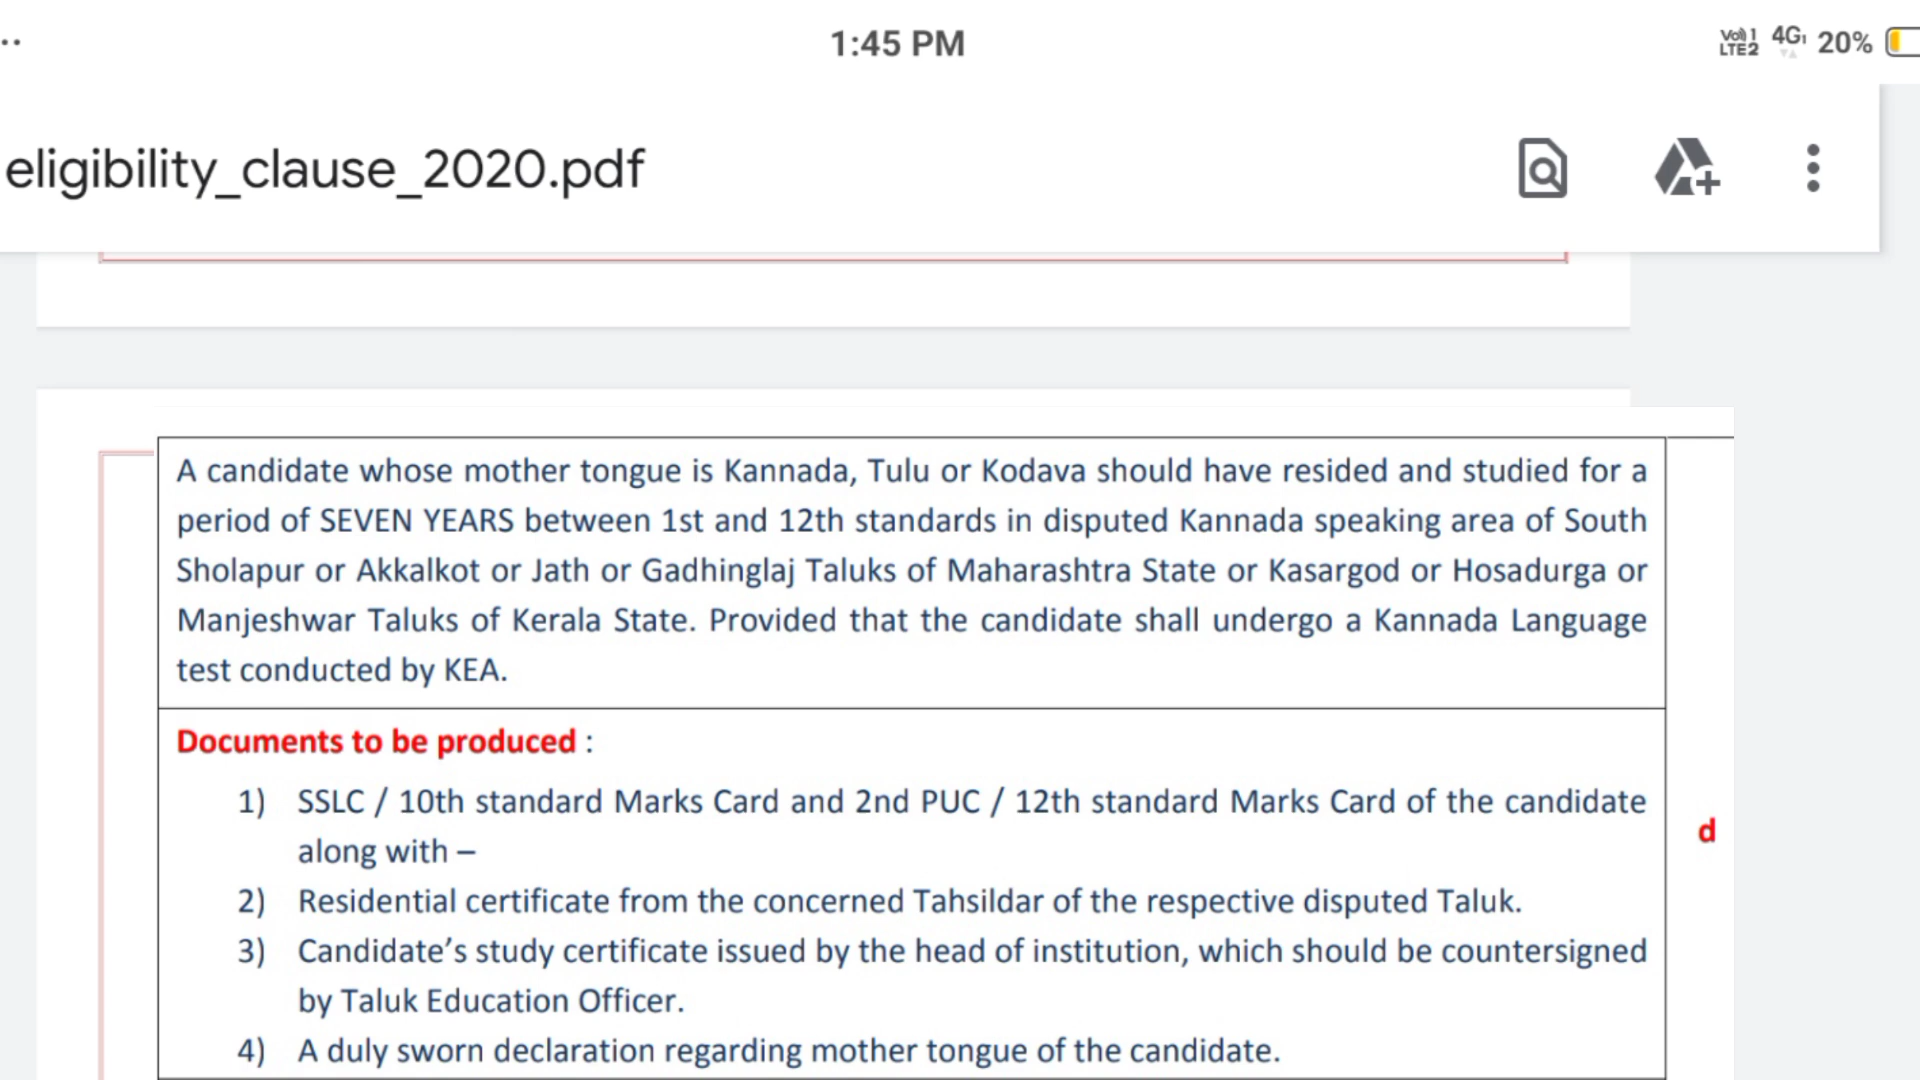 1:45 PM
Vo) 1
LTE2
4G
20%
eligibility_clause_2020.pdf
A candidate whose mother tongue is Kannada, Tulu or Kodava should have resided and studied for a
period of SEVEN YEARS between 1st and 12th standards in disputed Kannada speaking area of South
Sholapur or Akkalkot or Jath or Gadhinglaj Taluks of Maharashtra State or Kasargod or Hosadurga or
Manjeshwar Taluks of Kerala State. Provided that the candidate shall undergo a Kannada Language
test conducted by KEA.
Documents to be produced :
1) SSLC / 10th standard Marks Card and 2nd PUC / 12th standard Marks Card of the candidate
along with –
d
2) Residential certificate from the concerned Tahsildar of the respective disputed Taluk.
3) Candidate’s study certificate issued by the head of institution, which should be countersigned
by Taluk Education Officer.
4) A duly sworn declaration regarding mother tongue of the candidate.